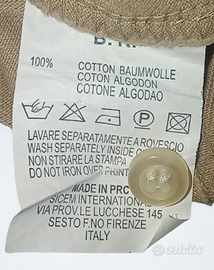 100% COTTON BAUMWOLLE
COTON ALGODON
COTONE ALGODAO
LAVARE SEPARATAMENTE A ROVESCIO
WASH SEPARATELY INSIDE O
NON STIRARE LA STAMPA
DO NOT IRON OVER PRINT
MADE IN PRC
SICEM INTERNATIONAL
VIA PROV.LE LUCCHESE 145
SESTO F.NO FIRENZE
ITALY
subito